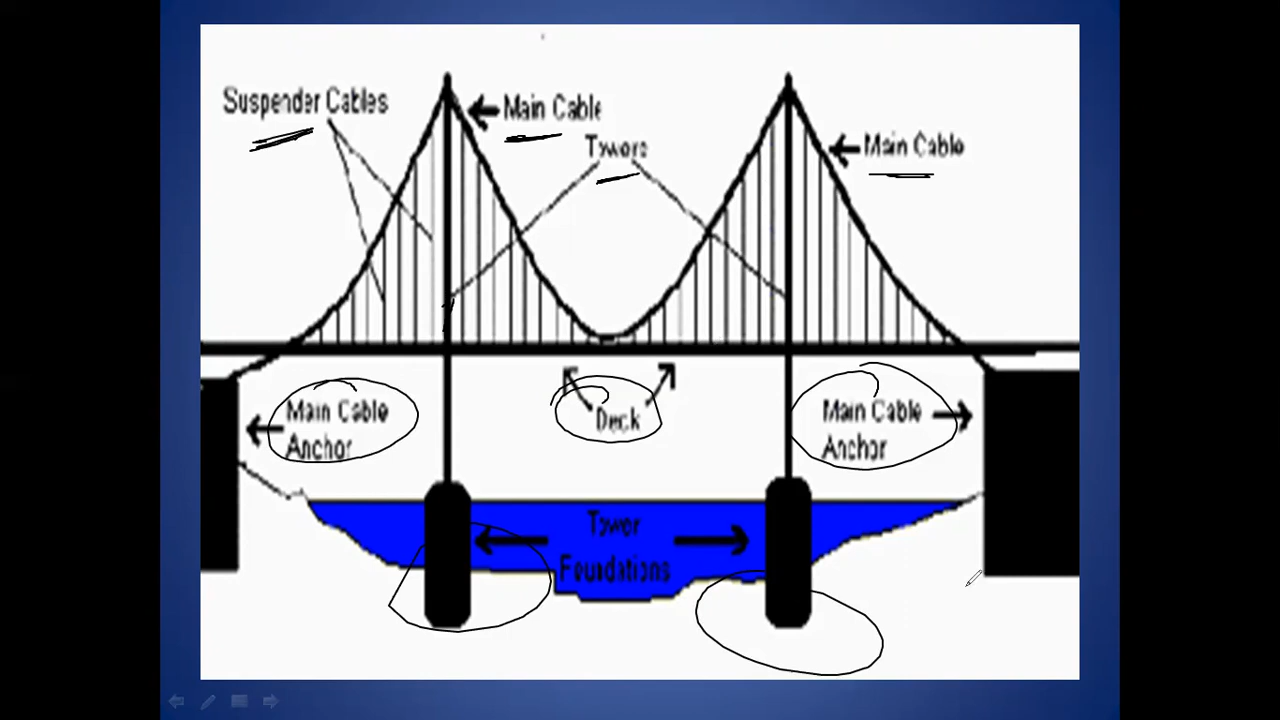 Suspender Cables
Main Cable
Towers
Main Cable
Main Cable
Anchor
Deck
Main Cable
Anchor
Tower
Foundations